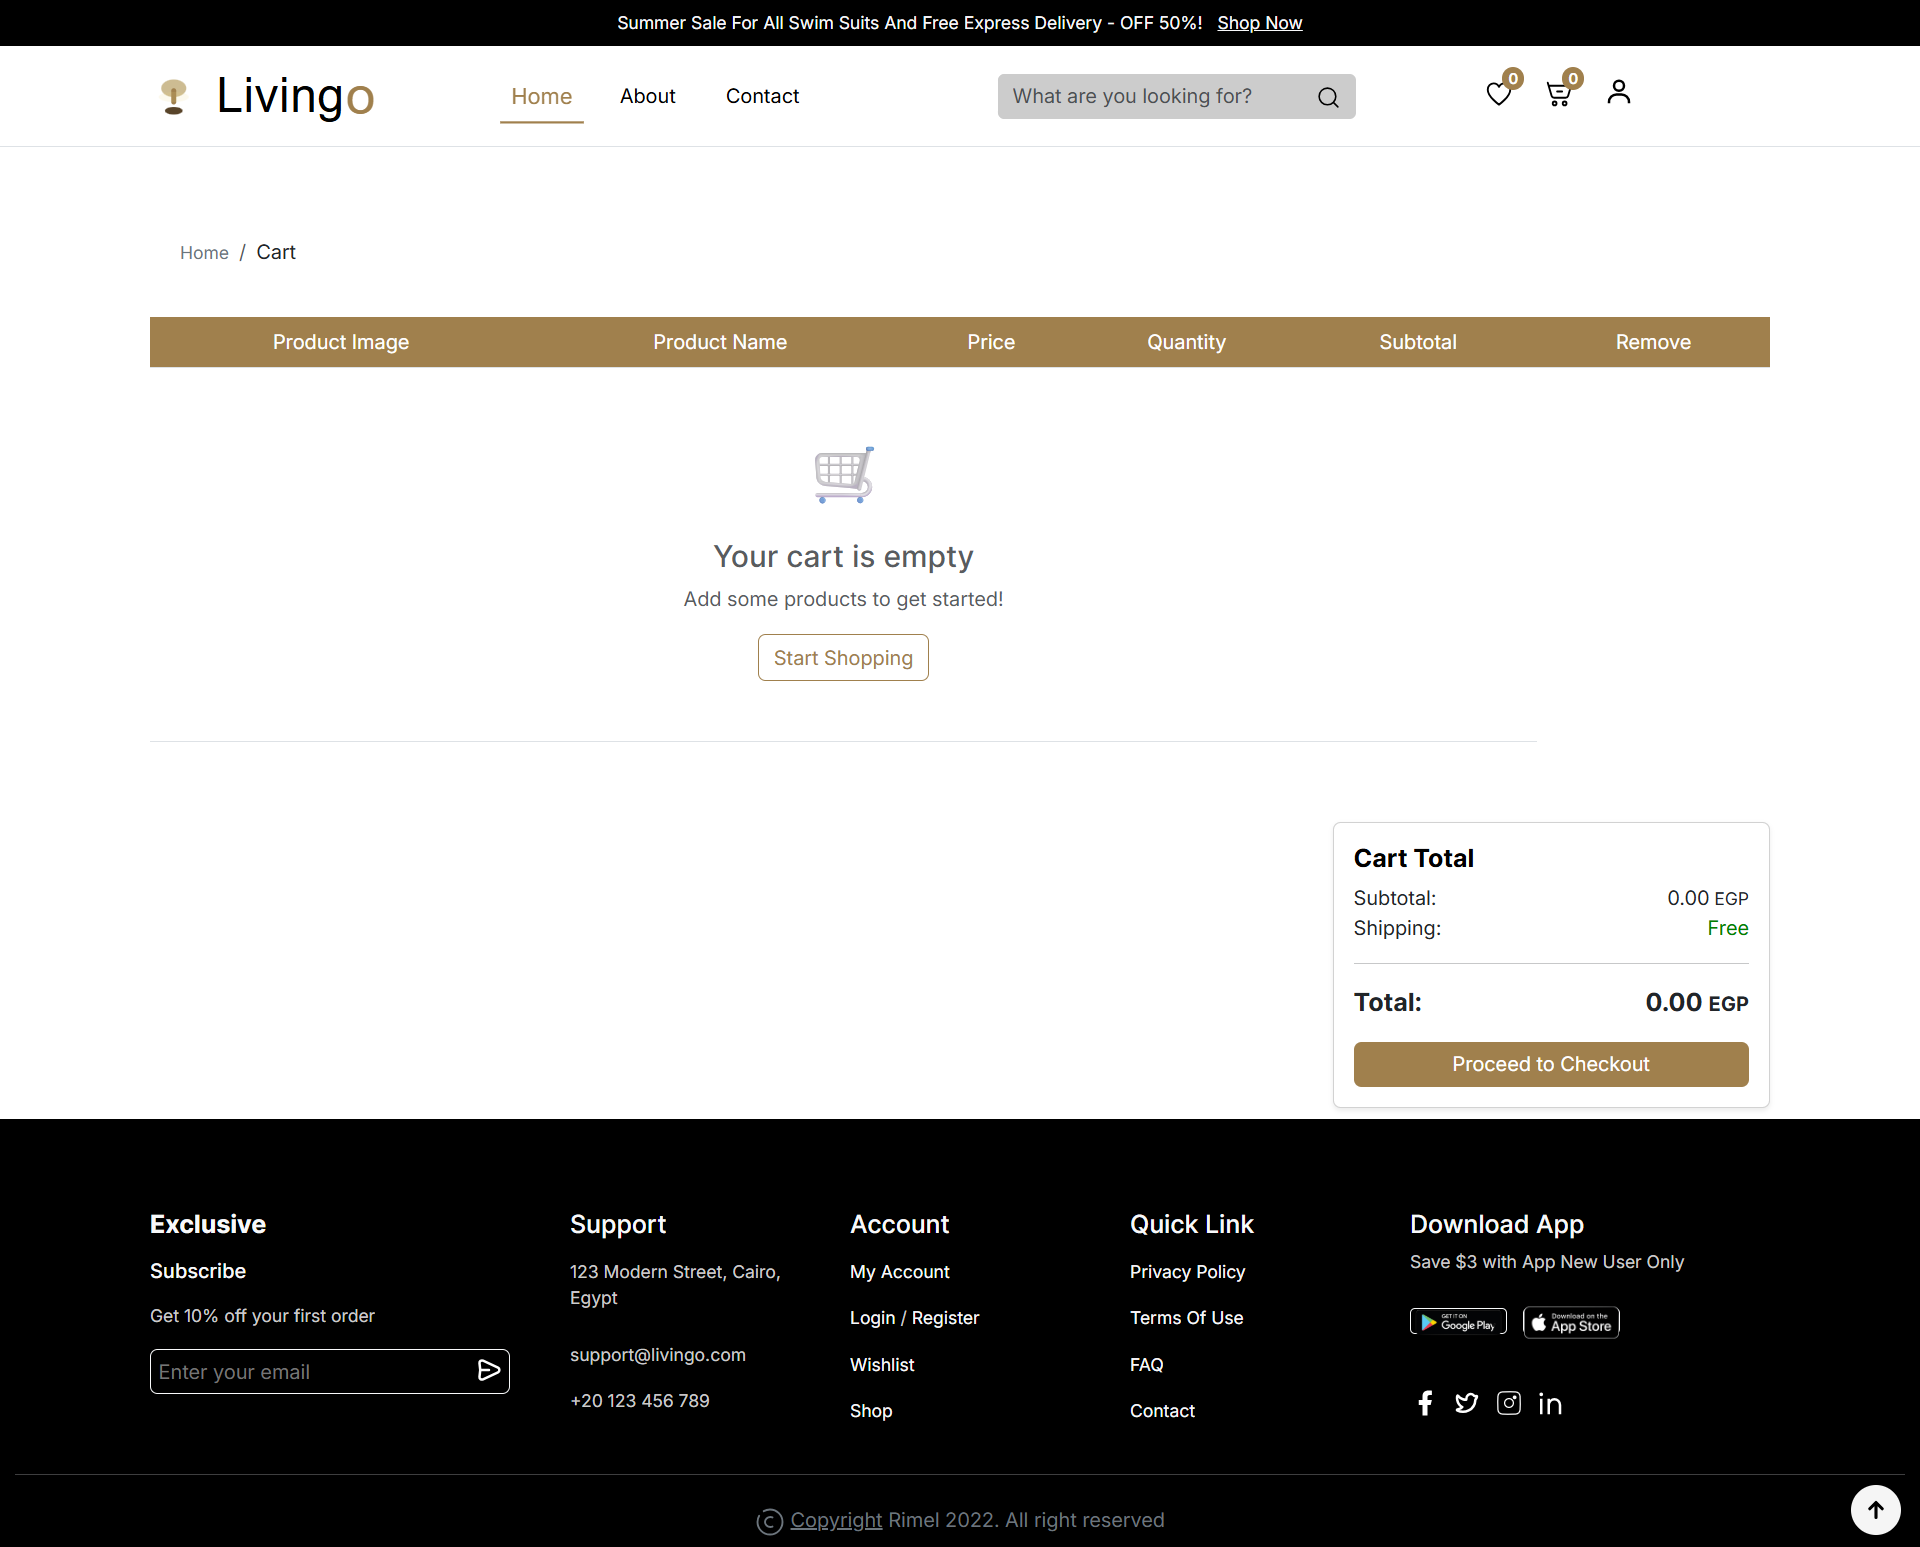 Summer Sale For All Swim Suits And Free Express Delivery - OFF 50%! Shop Now
Livingo
Home About Contact
What are you looking for?
0 0
Home / Cart
Product Image Product Name Price Quantity Subtotal Remove
Your cart is empty
Add some products to get started!
Start Shopping
Cart Total
Subtotal: 0.00 EGP
Shipping: Free
Total: 0.00 EGP
Proceed to Checkout
Exclusive
Subscribe
Get 10% off your first order
Enter your email
Support
123 Modern Street, Cairo,
Egypt
support@livingo.com
+20 123 456 789
Account
My Account
Login / Register
Wishlist
Shop
Quick Link
Privacy Policy
Terms Of Use
FAQ
Contact
Download App
Save $3 with App New User Only
GET IT ON
Google Play
Download on the
App Store
© Copyright Rimel 2022. All right reserved